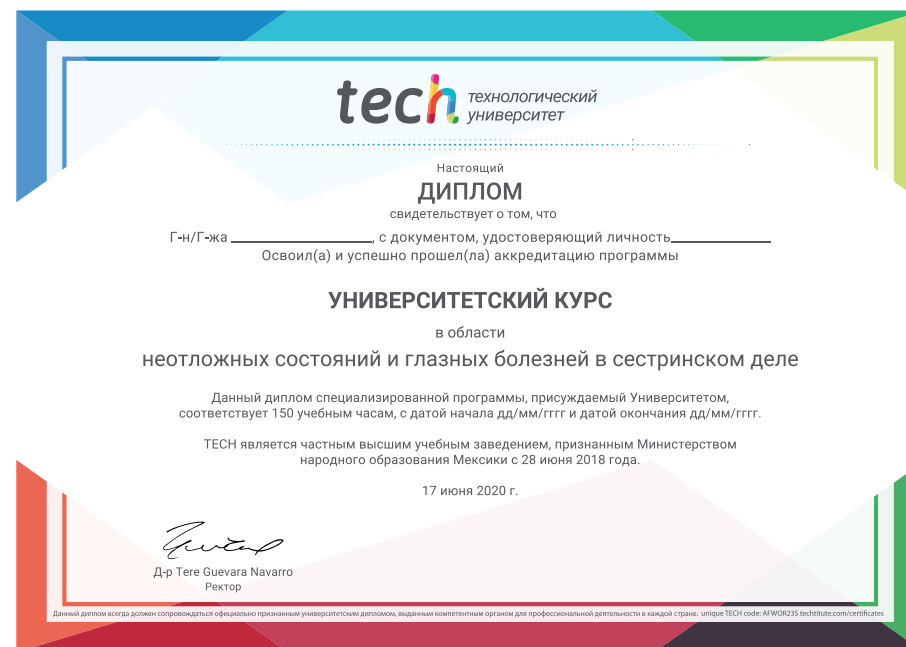 tech технологический
университет
Настоящий
ДИПЛОМ
свидетельствует о том, что
Г-н/Г-жа , с документом, удостоверяющий личность
Освоил(а) и успешно прошел(ла) аккредитацию программы
УНИВЕРСИТЕТСКИЙ КУРС
в области
неотложных состояний и глазных болезней в сестринском деле
Данный диплом специализированной программы, присуждаемый Университетом,
соответствует 150 учебным часам, с датой начала дд/мм/гггг и датой окончания дд/мм/гггг.
TECH является частным высшим учебным заведением, признанным Министерством
народного образования Мексики с 28 июня 2018 года.
17 июня 2020 г.
Д-р Tere Guevara Navarro
Ректор
Данный диплом всегда должен сопровождаться официально признанным университетским дипломом, выданным компетентным органом для профессиональной деятельности в каждой стране. unique TECH code: AFWOR23S techtitute.com/certificates